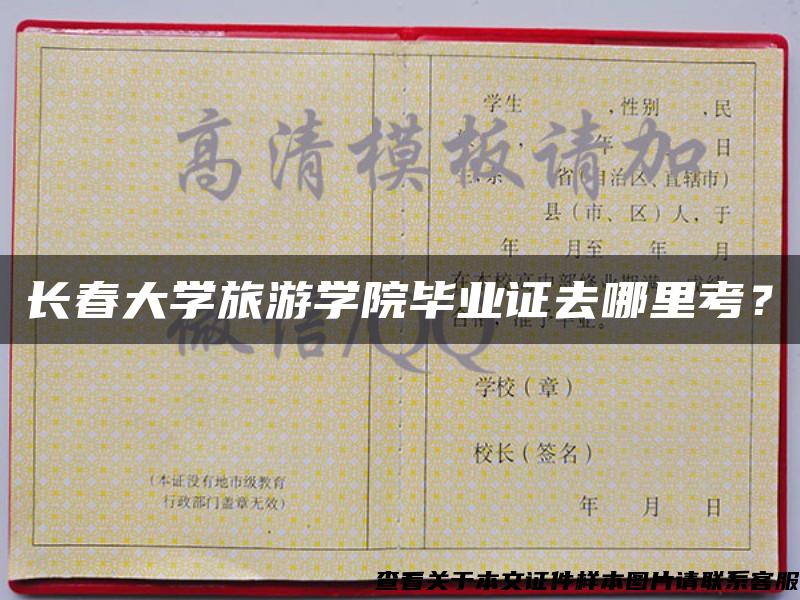 学生 ,性别 ,民
高清模板请加
年 日
省(自治区、直辖市)
县(市、区)人,于
年 月至 年 月
长春大学旅游学院毕业证去哪里考?
微信/QQ
学校(章)
校长(签名)
(本证没有地市级教育
行政部门盖章无效)
年 月 日
查看关于本文证件样本图片请联系客服